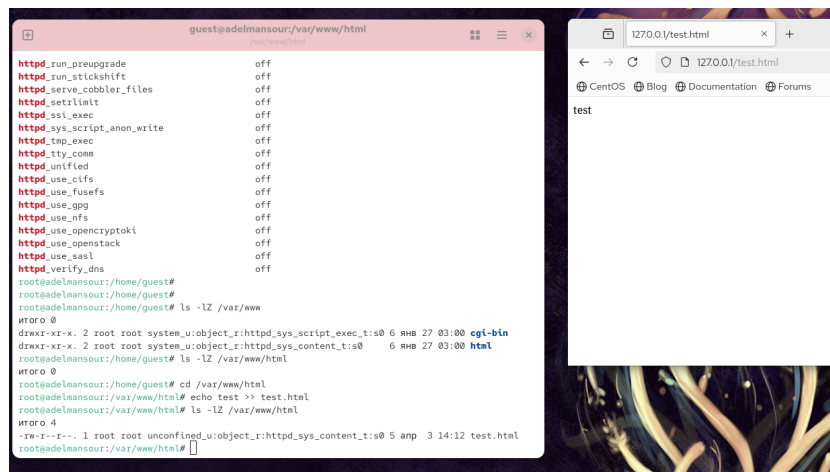 guest@adelmansour:/var/www/html
/var/www/html
httpd_run_preupgrade off
httpd_run_stickshift off
httpd_serve_cobbler_files off
httpd_setrlimit off
httpd_ssi_exec off
httpd_sys_script_anon_write off
httpd_tmp_exec off
httpd_tty_comm off
httpd_unified off
httpd_use_cifs off
httpd_use_fusefs off
httpd_use_gpg off
httpd_use_nfs off
httpd_use_opencryptoki off
httpd_use_openstack off
httpd_use_sasl off
httpd_verify_dns off
root@adelmansour:/home/guest#
root@adelmansour:/home/guest#
root@adelmansour:/home/guest# ls -lZ /var/www
итого 0
drwxr-xr-x. 2 root root system_u:object_r:httpd_sys_script_exec_t:s0 6 янв 27 03:00 cgi-bin
drwxr-xr-x. 2 root root system_u:object_r:httpd_sys_content_t:s0 6 янв 27 03:00 html
root@adelmansour:/home/guest# ls -lZ /var/www/html
итого 0
root@adelmansour:/home/guest# cd /var/www/html
root@adelmansour:/var/www/html# echo test >> test.html
root@adelmansour:/var/www/html# ls -lZ /var/www/html
итого 4
-rw-r--r--. 1 root root unconfined_u:object_r:httpd_sys_content_t:s0 5 апр 3 14:12 test.html
root@adelmansour:/var/www/html#
127.0.0.1/test.html
127.0.0.1/test.html
CentOS Blog Documentation Forums
test